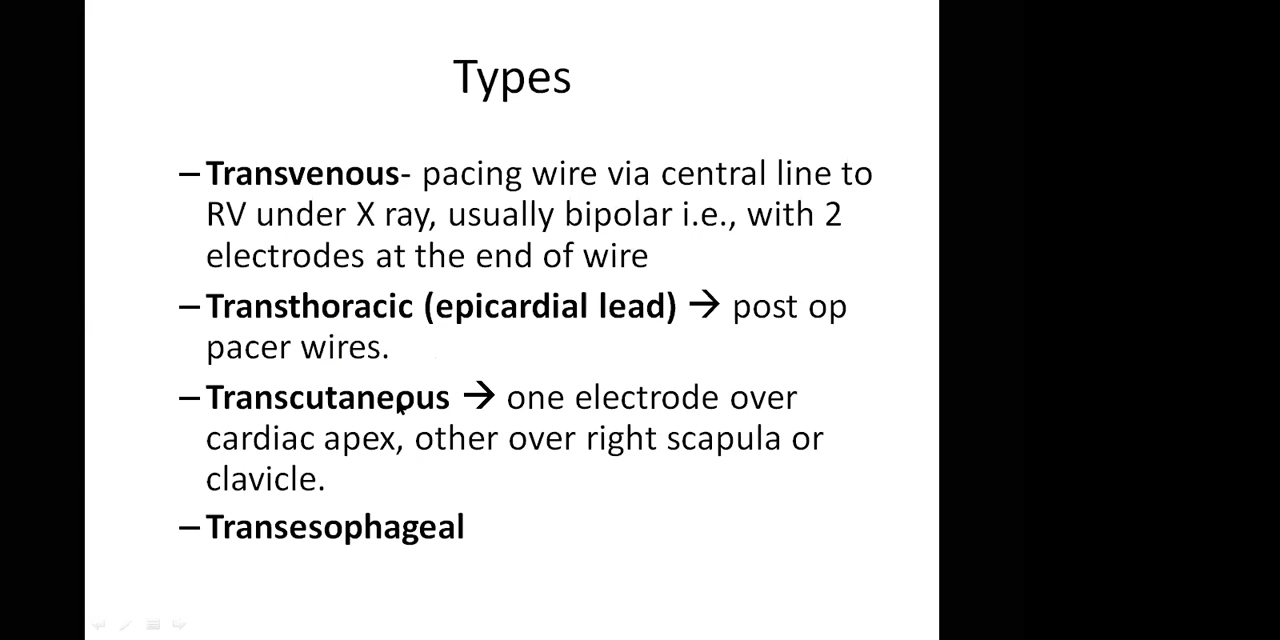 Types
–Transvenous- pacing wire via central line to
RV under X ray, usually bipolar i.e., with 2
electrodes at the end of wire
–Transthoracic (epicardial lead) → post op
pacer wires.
–Transcutaneous → one electrode over
cardiac apex, other over right scapula or
clavicle.
–Transesophageal